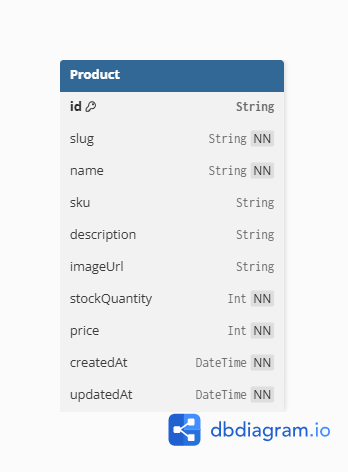 Product
id String
slug String NN
name String NN
sku String
description String
imageUrl String
stockQuantity Int NN
price Int NN
createdAt DateTime NN
updatedAt DateTime NN
dbdiagram.io